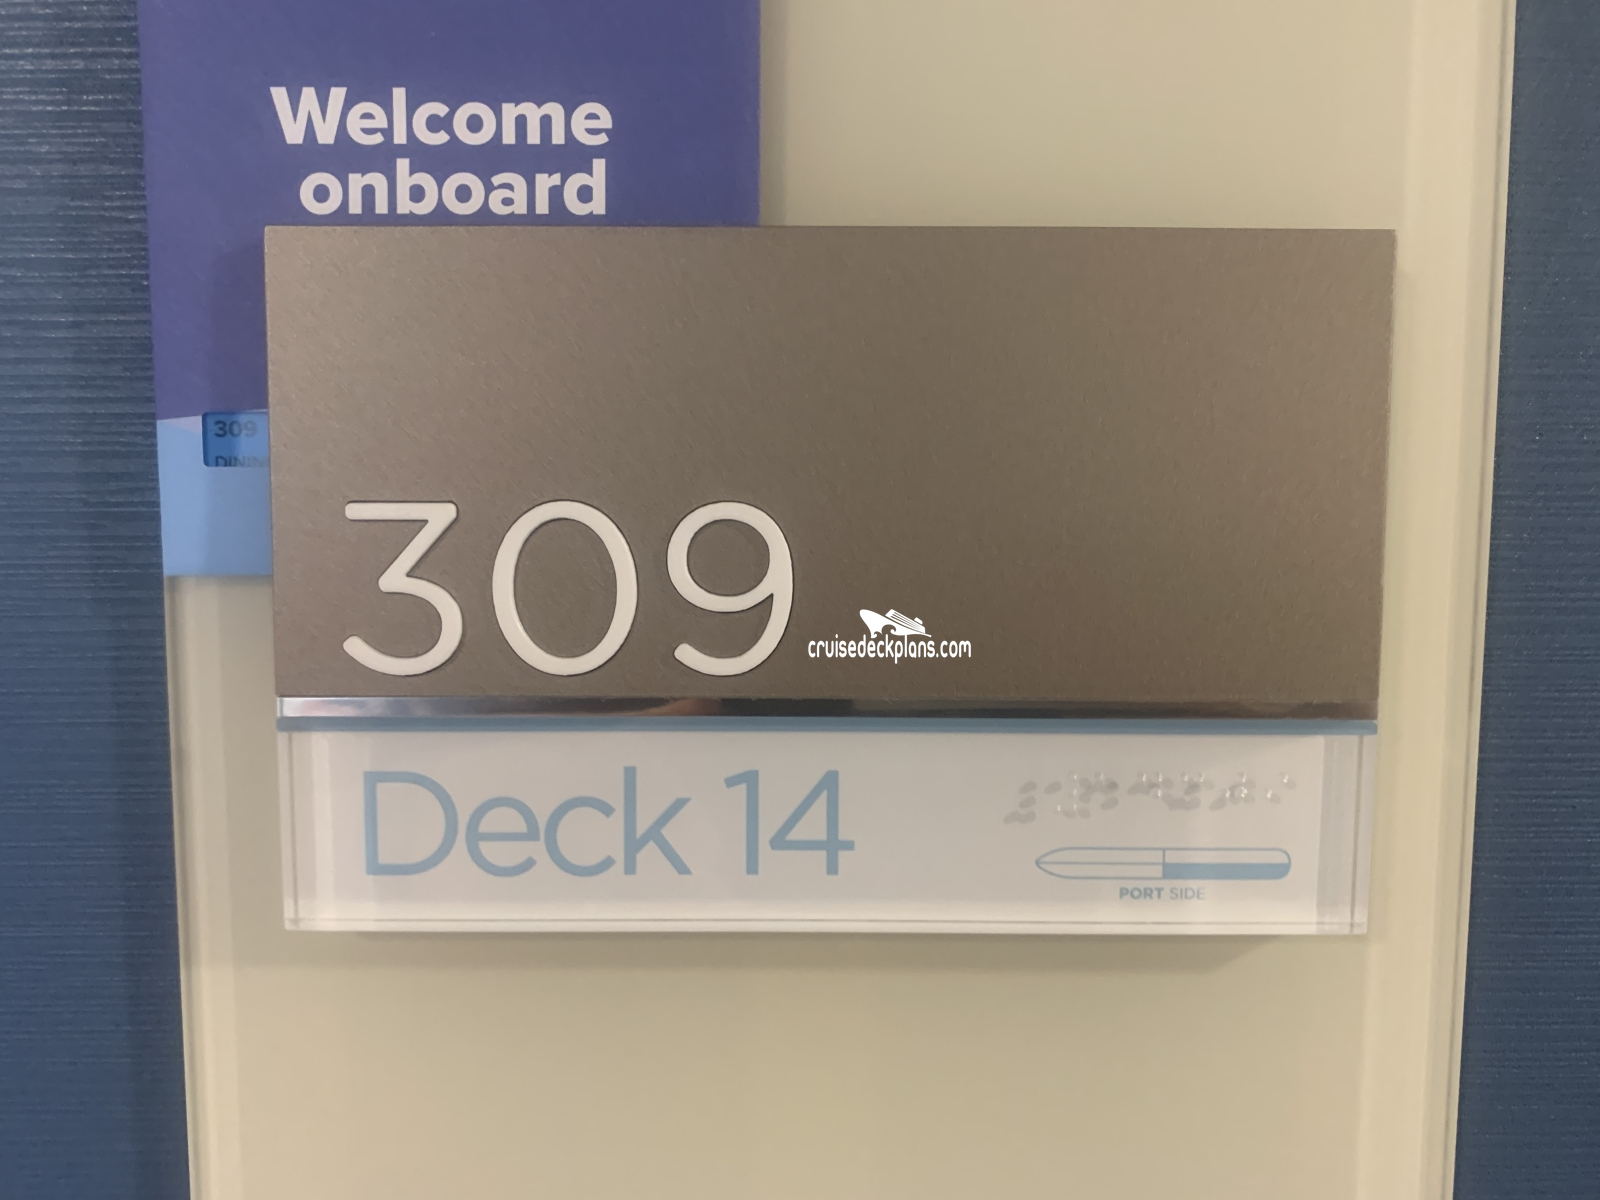 Welcome
onboard
309
309
cruisedeckplans.com
Deck 14
PORT SIDE